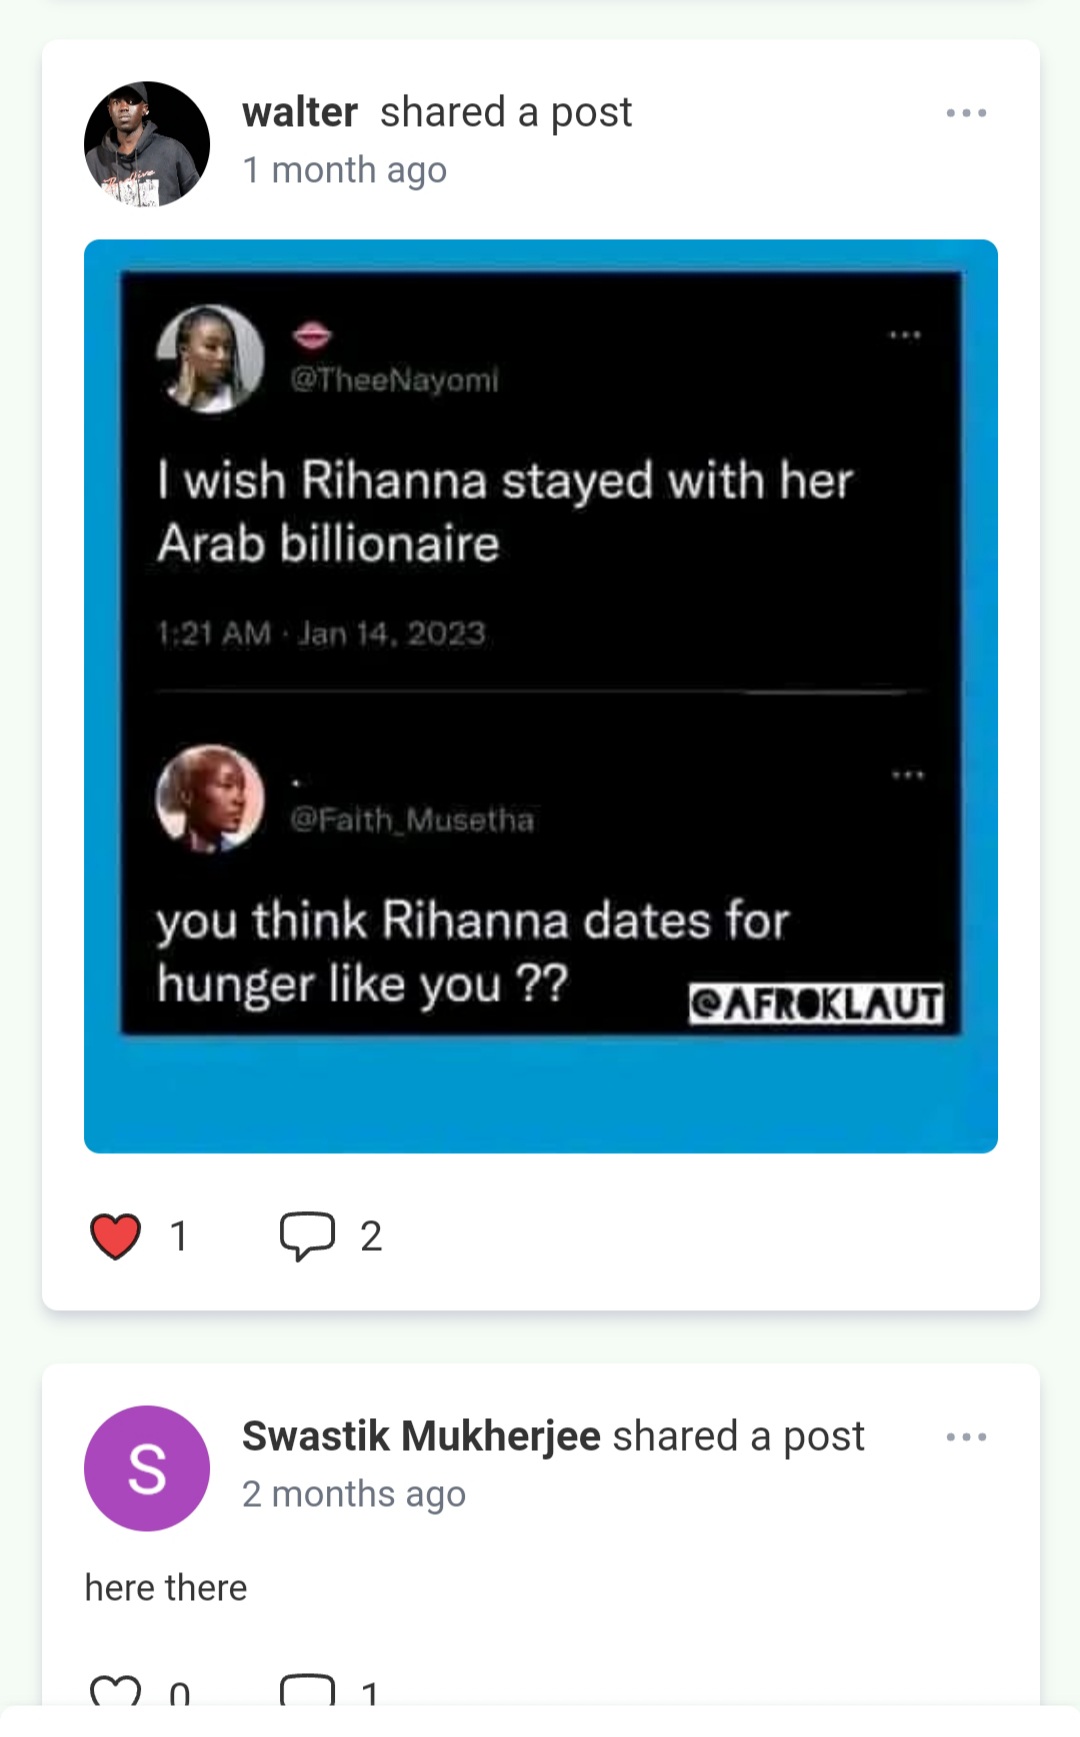 walter shared a post
1 month ago
@TheeNayomi
I wish Rihanna stayed with her
Arab billionaire
1:21 AM · Jan 14, 2023
.
@Faith_Musetha
you think Rihanna dates for
hunger like you ??
@AFROKLAUT
1 2
S
Swastik Mukherjee shared a post
2 months ago
here there
0 1